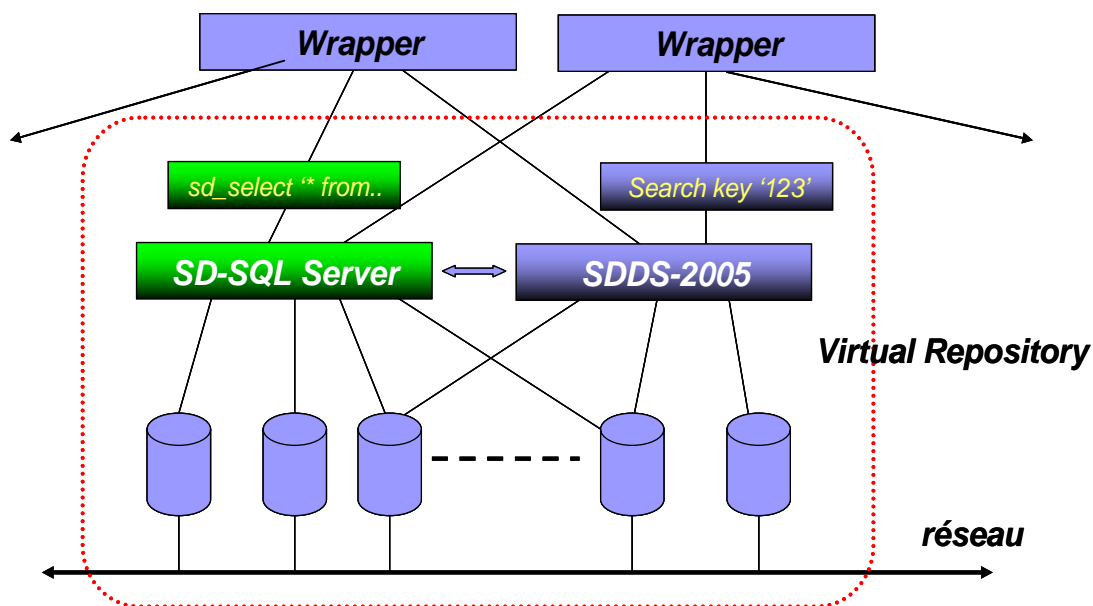 Wrapper
Wrapper
sd_select ‘* from..
Search key ‘123’
SD-SQL Server
SDDS-2005
Virtual Repository
réseau